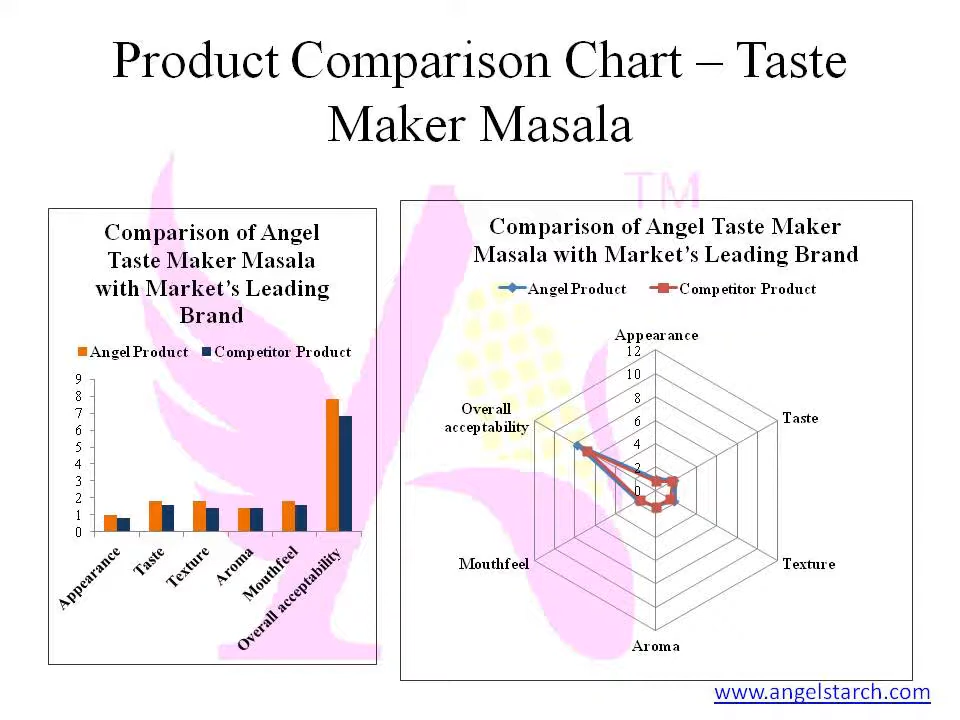 Product Comparison Chart – Taste
Maker Masala
TM
Comparison of Angel
Taste Maker Masala
with Market’s Leading
Brand
Angel Product Competitor Product
9
8
7
6
5
4
3
2
1
0
Appearance
Taste
Texture
Aroma
Mouthfeel
Overall acceptability
Comparison of Angel Taste Maker
Masala with Market’s Leading Brand
Angel Product Competitor Product
Appearance
12
10
8
6
4
2
0
Taste
Texture
Aroma
Mouthfeel
Overall
acceptability
www.angelstarch.com